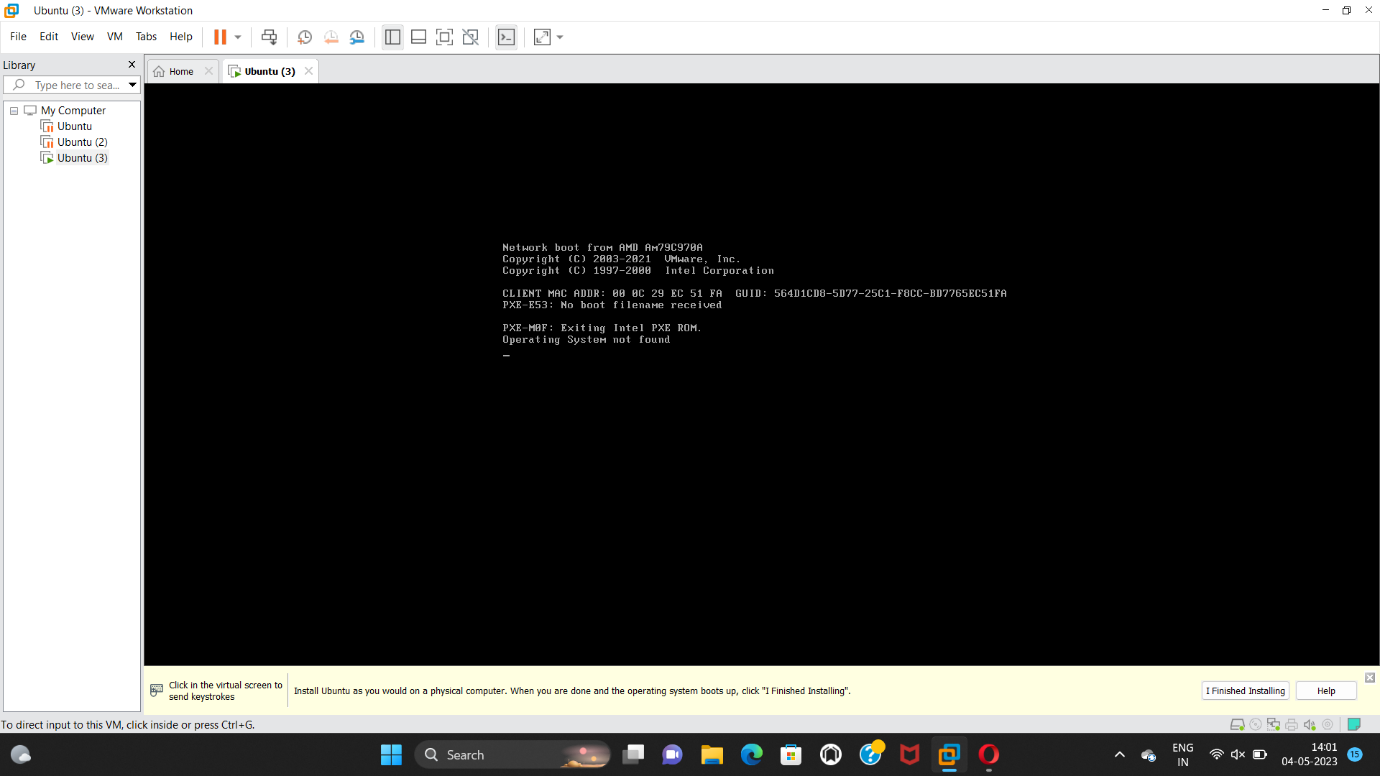 Ubuntu (3) - VMware Workstation
File Edit View VM Tabs Help
Library
Home
Ubuntu (3)
Type here to sea...
My Computer
Ubuntu
Ubuntu (2)
Ubuntu (3)
Network boot from AMD Am79C970A
Copyright (C) 2003-2021 VMware, Inc.
Copyright (C) 1997-2000 Intel Corporation
CLIENT MAC ADDR: 00 0C 29 EC 51 FA GUID: 564D1CD8-5D77-25C1-F8CC-BD7765EC51FA
PXE-E53: No boot filename received
PXE-M0F: Exiting Intel PXE ROM.
Operating System not found
Click in the virtual screen to
send keystrokes
Install Ubuntu as you would on a physical computer. When you are done and the operating system boots up, click "I Finished Installing".
I Finished Installing
Help
To direct input to this VM, click inside or press Ctrl+G.
Search
ENG
IN
14:01
04-05-2023
15